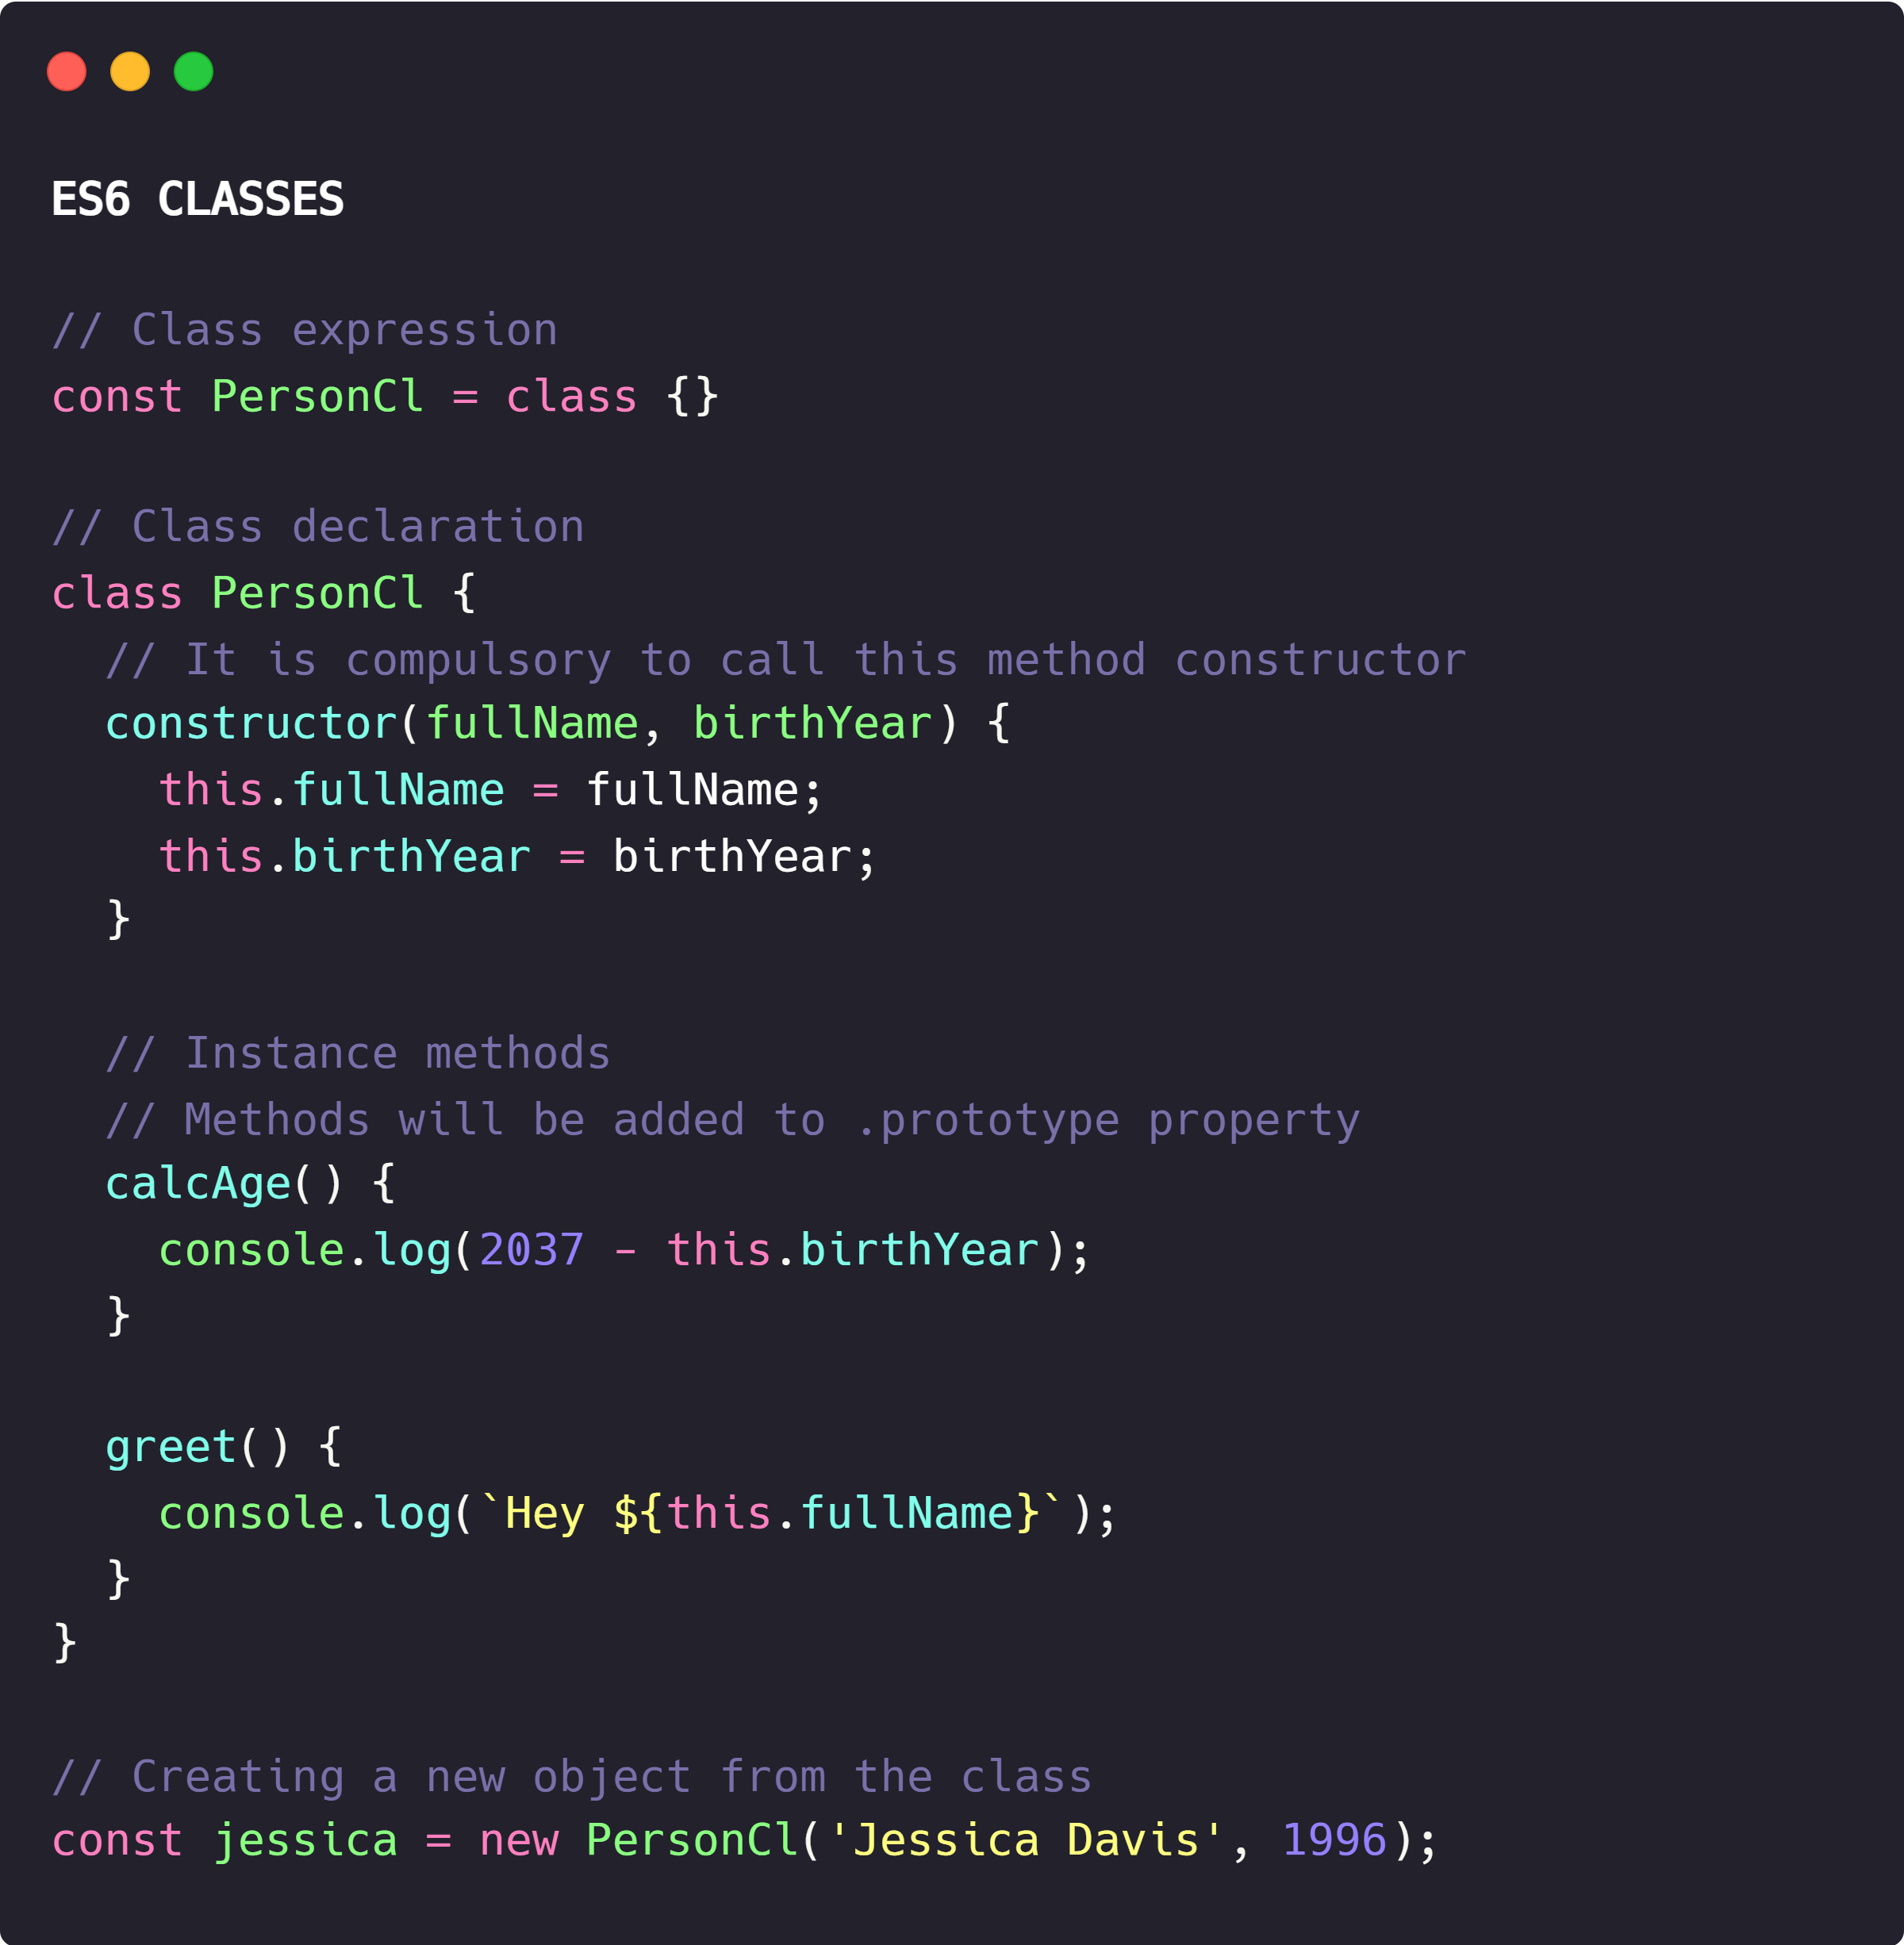 ES6 CLASSES
// Class expression
const PersonCl = class {}
// Class declaration
class PersonCl {
  // It is compulsory to call this method constructor
  constructor(fullName, birthYear) {
    this.fullName = fullName;
    this.birthYear = birthYear;
  }
  // Instance methods
  // Methods will be added to .prototype property
  calcAge() {
    console.log(2037 - this.birthYear);
  }
  greet() {
    console.log(`Hey ${this.fullName}`);
  }
}
// Creating a new object from the class
const jessica = new PersonCl('Jessica Davis', 1996);